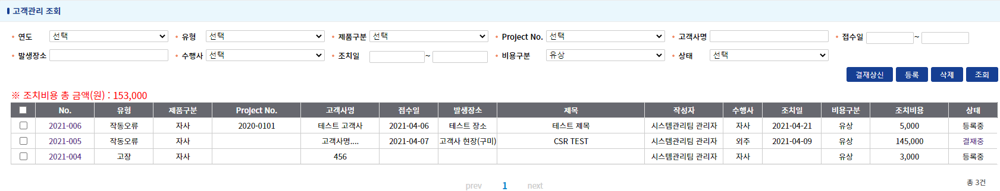 고객관리 조회
연도 선택 유형 선택 제품구분 선택 Project No. 선택 고객사명 접수일 ~
발생장소 수행사 선택 조치일 ~ 비용구분 유상 상태 선택
결재상신 등록 삭제 조회
※ 조치비용 총 금액(원) : 153,000
No. 유형 제품구분 Project No. 고객사명 접수일 발생장소 제목 작성자 수행사 조치일 비용구분 조치비용 상태
2021-006 작동오류 자사 2020-0101 테스트 고객사 2021-04-06 테스트 장소 테스트 제목 시스템관리팀 관리자 자사 2021-04-21 유상 5,000 등록중
2021-005 작동오류 자사 고객사명.... 2021-04-07 고객사 현장(구미) CSR TEST 시스템관리팀 관리자 외주 2021-04-09 유상 145,000 결재중
2021-004 고장 자사 456 시스템관리팀 관리자 자사 유상 3,000 등록중
prev 1 next 총 3건